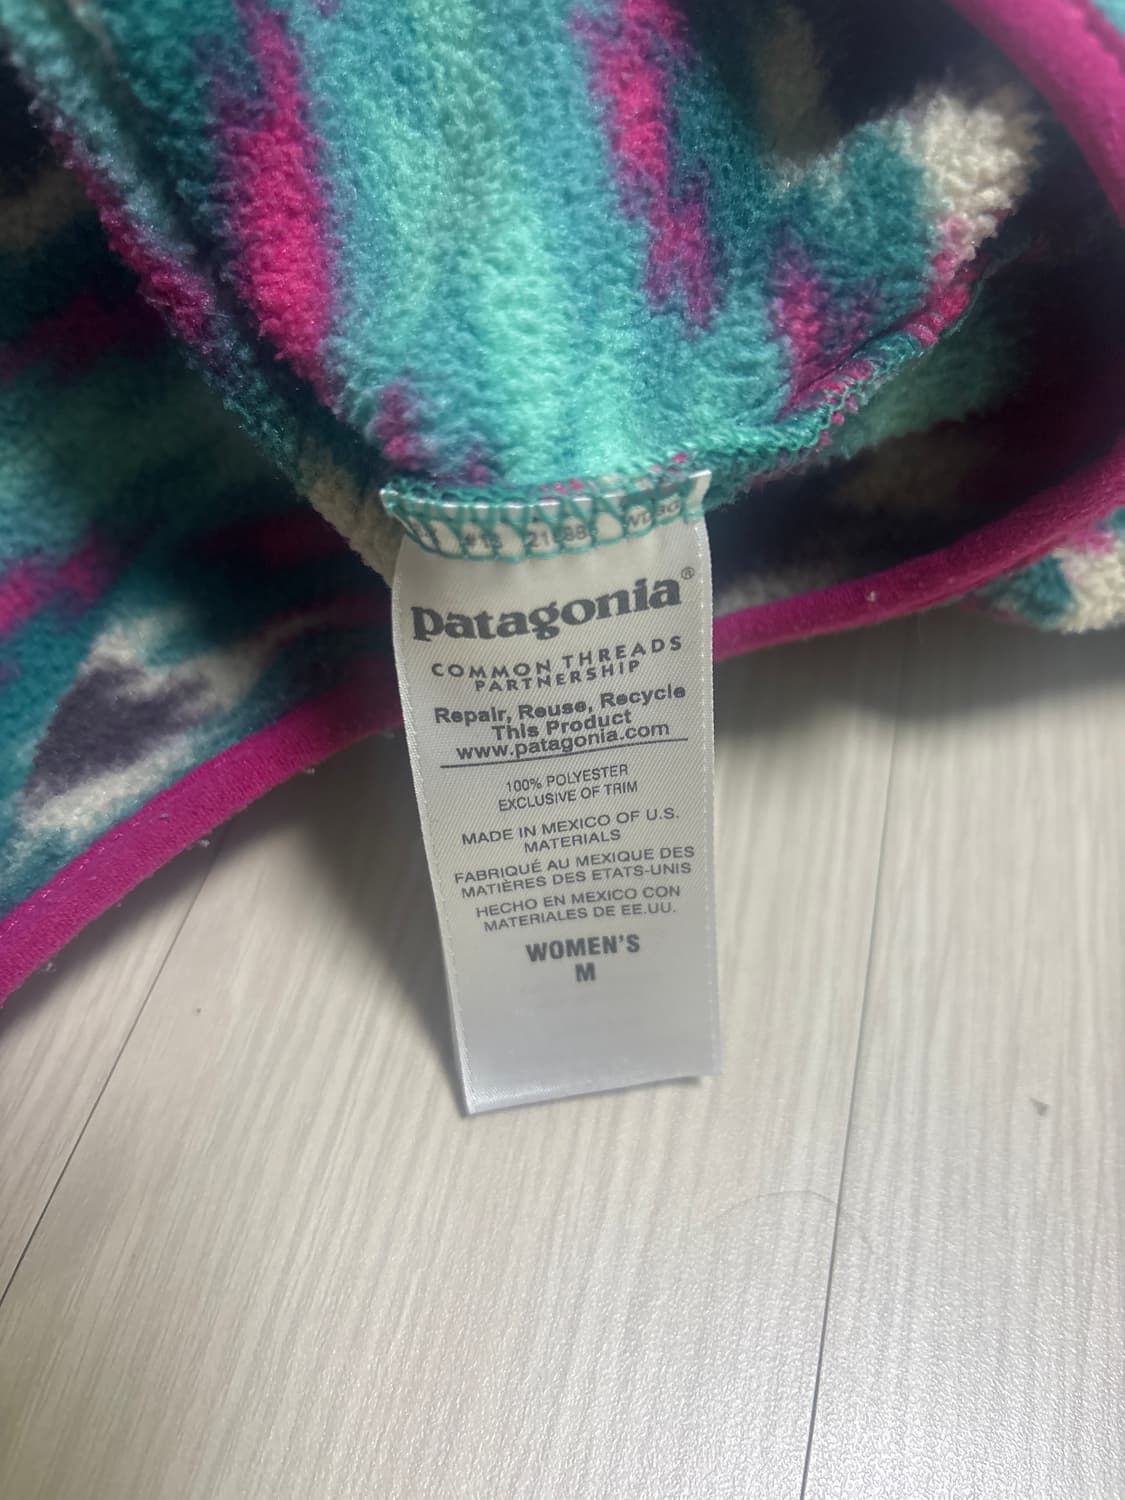 patagonia®
COMMON THREADS
PARTNERSHIP
Repair, Reuse, Recycle
This Product
www.patagonia.com
100% POLYESTER
EXCLUSIVE OF TRIM
MADE IN MEXICO OF U.S.
MATERIALS
FABRIQUÉ AU MEXIQUE DES
MATIÈRES DES ETATS-UNIS
HECHO EN MEXICO CON
MATERIALES DE EE.UU.
WOMEN'S
M